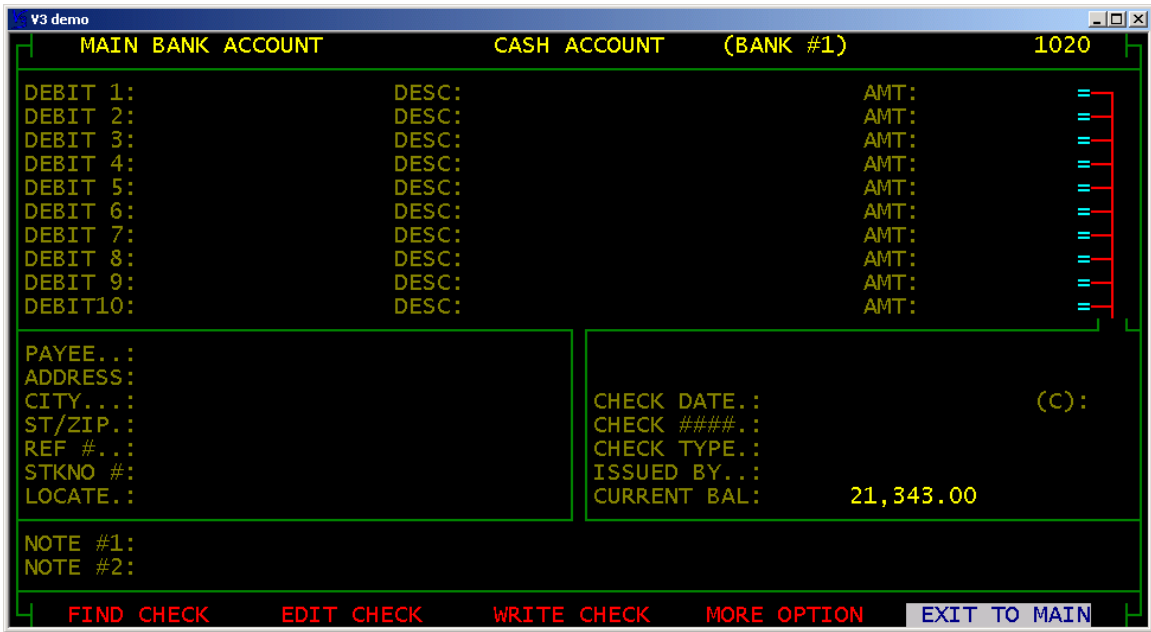 V3 demo
MAIN BANK ACCOUNT CASH ACCOUNT (BANK #1) 1020
DEBIT 1: DESC: AMT: =
DEBIT 2: DESC: AMT: =
DEBIT 3: DESC: AMT: =
DEBIT 4: DESC: AMT: =
DEBIT 5: DESC: AMT: =
DEBIT 6: DESC: AMT: =
DEBIT 7: DESC: AMT: =
DEBIT 8: DESC: AMT: =
DEBIT 9: DESC: AMT: =
DEBIT10: DESC: AMT: =
PAYEE..:
ADDRESS:
CITY...:
ST/ZIP.:
REF #..:
STKNO #:
LOCATE.:
CHECK DATE.: (C):
CHECK ####.:
CHECK TYPE.:
ISSUED BY..:
CURRENT BAL: 21,343.00
NOTE #1:
NOTE #2:
FIND CHECK EDIT CHECK WRITE CHECK MORE OPTION EXIT TO MAIN